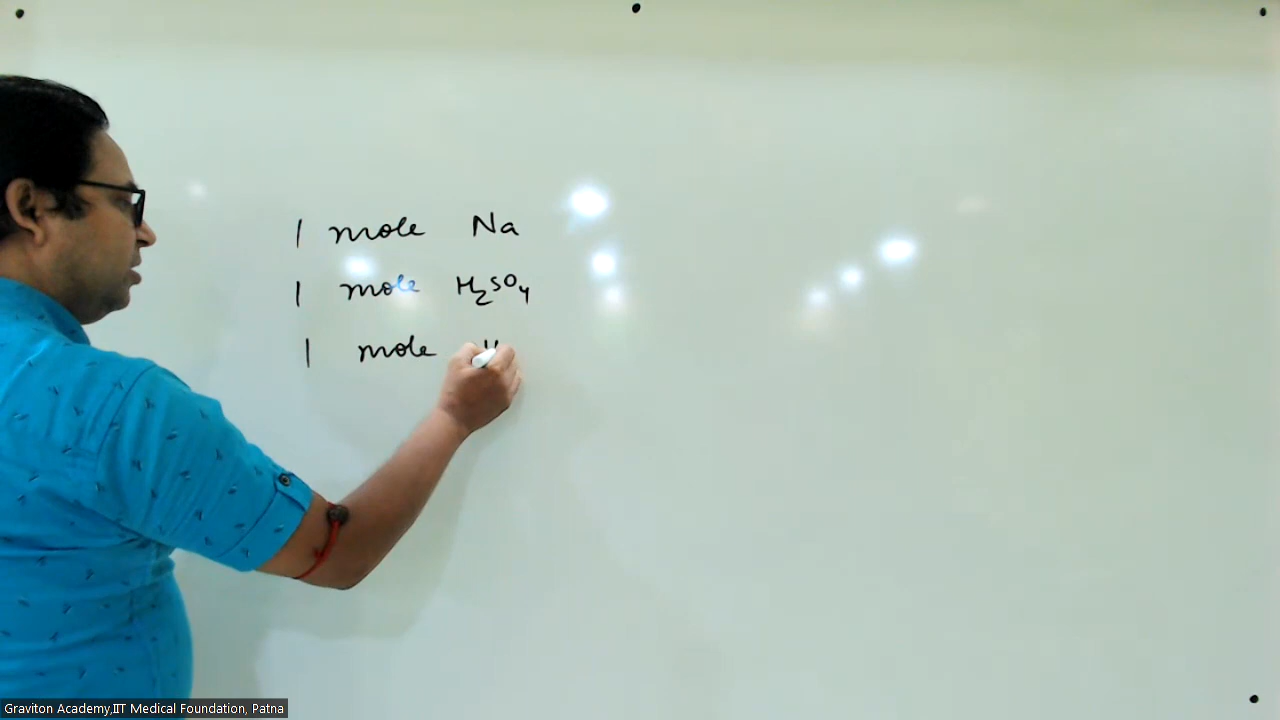 1 mole Na
1 mole H₂SO₄
1 mole
Graviton Academy,IIT Medical Foundation, Patna